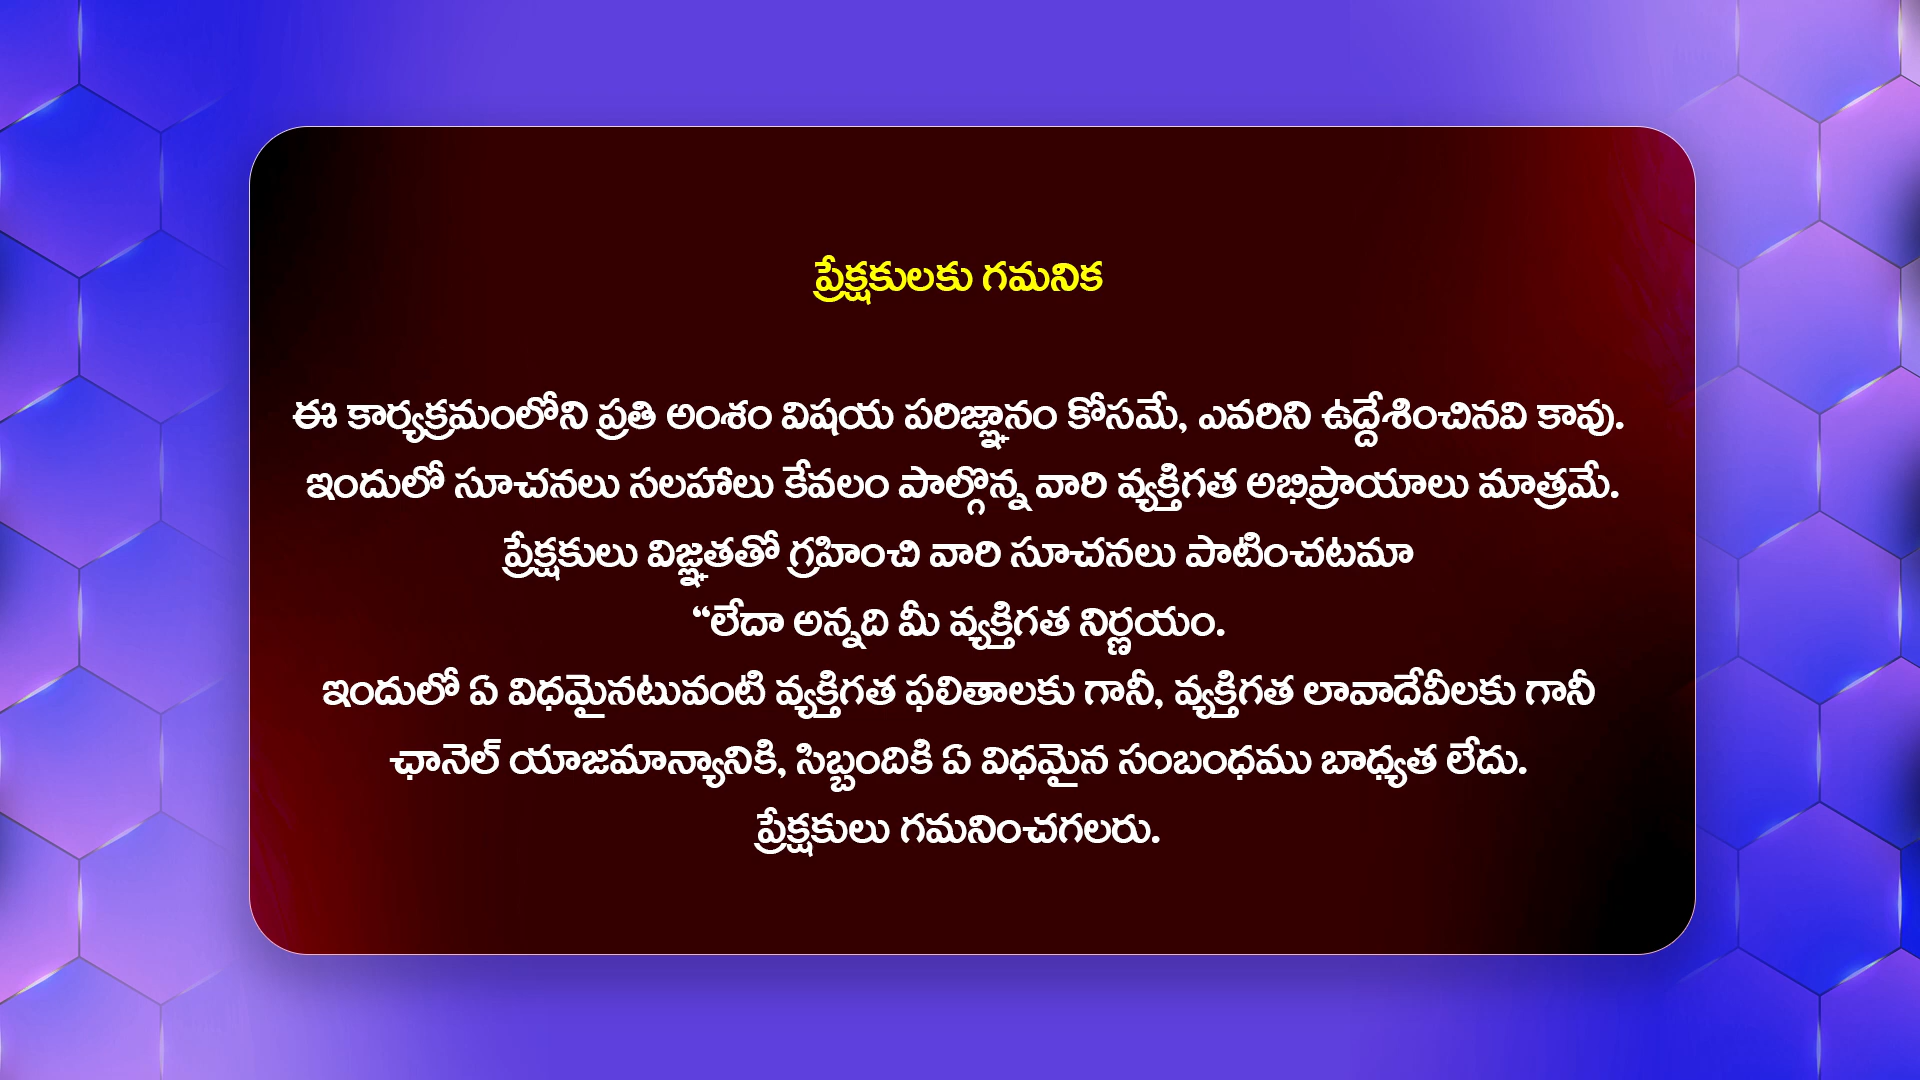 ప్రేక్షకులకు గమనిక
ఈ కార్యక్రమంలోని ప్రతి అంశం విషయ పరిజ్ఞానం కోసమే, ఎవరిని ఉద్దేశించినవి కావు.
ఇందులో సూచనలు సలహాలు కేవలం పాల్గొన్న వారి వ్యక్తిగత అభిప్రాయాలు మాత్రమే.
ప్రేక్షకులు విజ్ఞతతో గ్రహించి వారి సూచనలు పాటించటమా
“లేదా అన్నది మీ వ్యక్తిగత నిర్ణయం.
ఇందులో ఏ విధమైనటువంటి వ్యక్తిగత ఫలితాలకు గానీ, వ్యక్తిగత లావాదేవీలకు గానీ
ఛానెల్ యాజమాన్యానికి, సిబ్బందికి ఏ విధమైన సంబంధము బాధ్యత లేదు.
ప్రేక్షకులు గమనించగలరు.